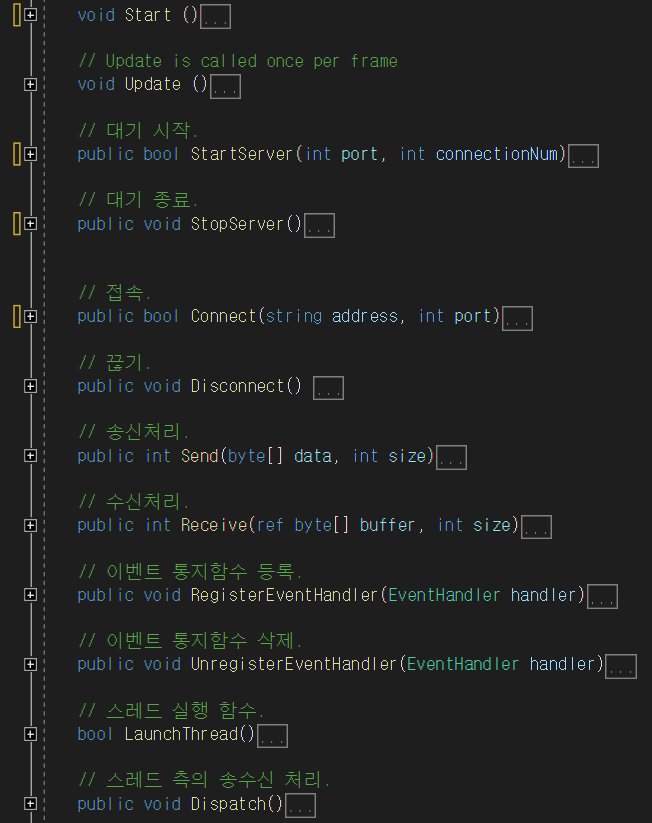 void Start ()...
// Update is called once per frame
void Update ()...
// 대기 시작.
public bool StartServer(int port, int connectionNum)...
// 대기 종료.
public void StopServer()...
// 접속.
public bool Connect(string address, int port)...
// 끊기.
public void Disconnect() ...
// 송신처리.
public int Send(byte[] data, int size)...
// 수신처리.
public int Receive(ref byte[] buffer, int size)...
// 이벤트 통지함수 등록.
public void RegisterEventHandler(EventHandler handler)...
// 이벤트 통지함수 삭제.
public void UnregisterEventHandler(EventHandler handler)...
// 스레드 실행 함수.
bool LaunchThread()...
// 스레드 측의 송수신 처리.
public void Dispatch()...